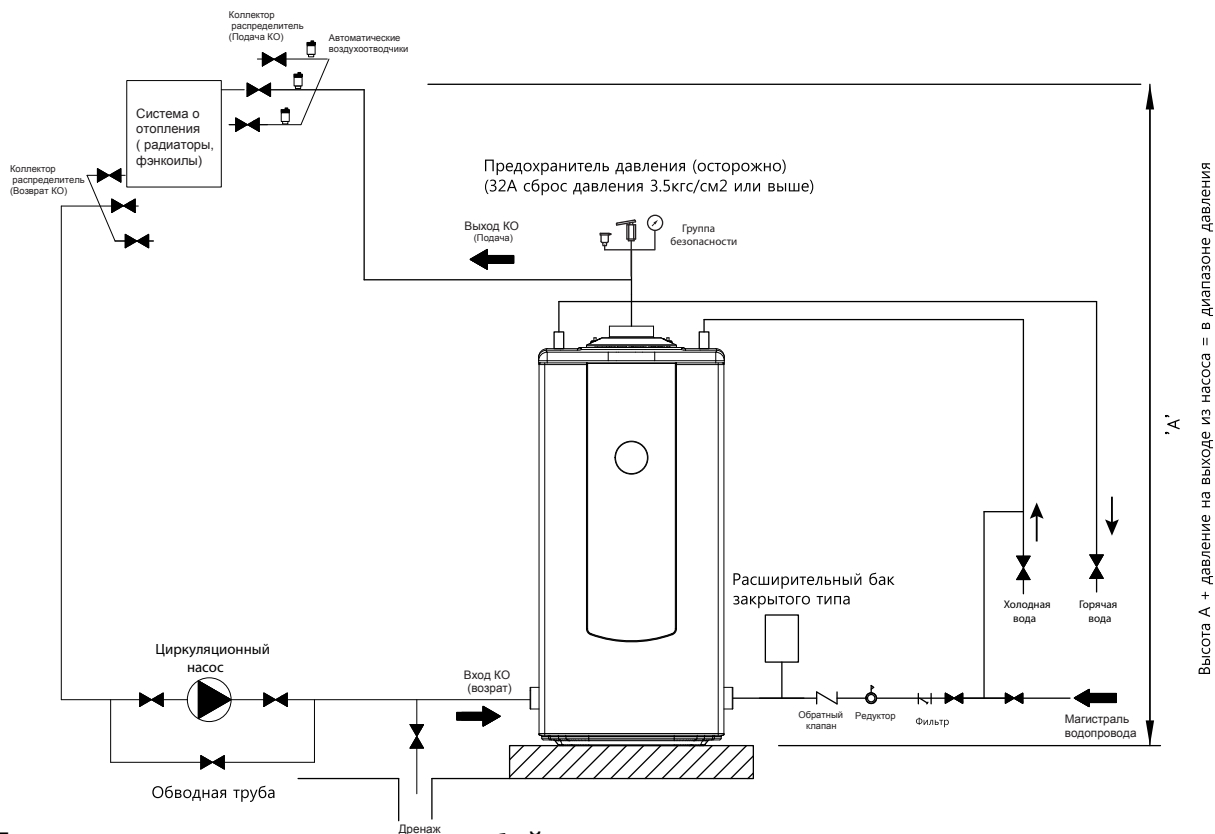 Коллектор
распределитель
(Подача КО)
Автоматические
воздухоотводчики
Система о
отопления
( радиаторы,
фэнкоилы)
Коллектор
распределитель
(Возврат КО)
Предохранитель давления (осторожно)
(32А сброс давления 3.5кгс/см2 или выше)
Выход КО
(Подача)
Группа
безопасности
Высота А + давление на выходе из насоса = в диапазоне давления
'А'
Расширительный бак
закрытого типа
Холодная
вода
Горячая
вода
Циркуляционный
насос
Вход КО
(возрат)
Обратный
клапан
Редуктор
Фильтр
Магистраль
водопровода
Обводная труба
Дренаж